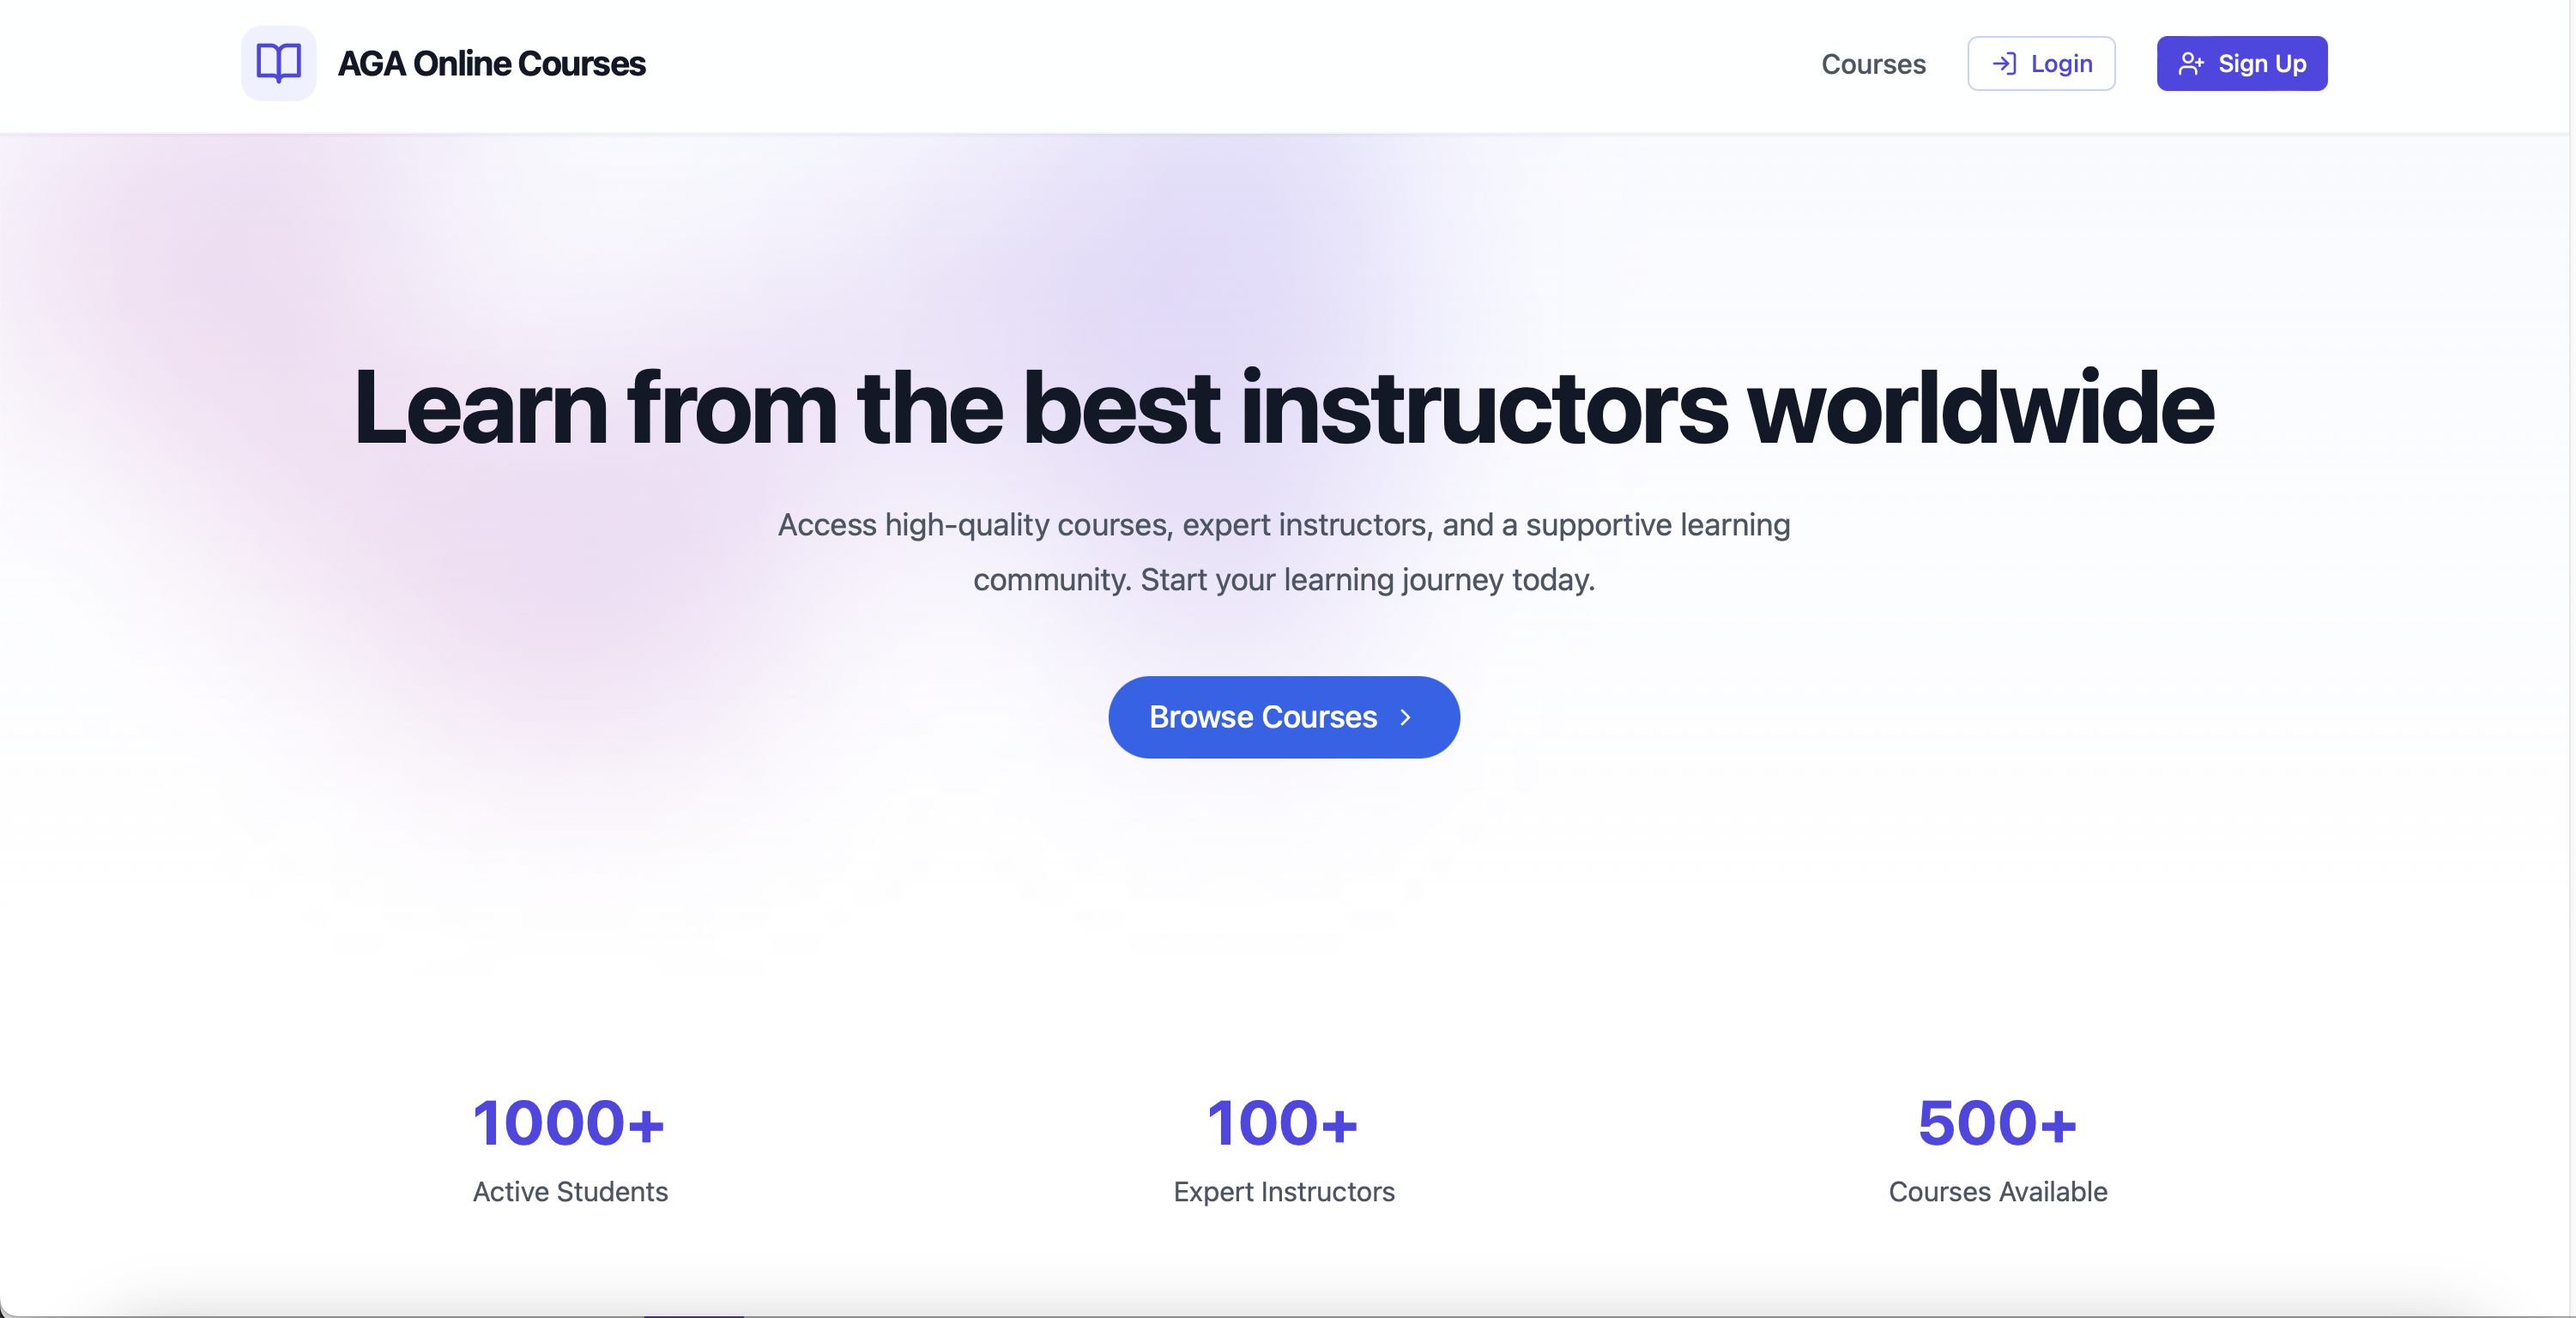 AGA Online Courses
Courses
Login
Sign Up
Learn from the best instructors worldwide
Access high-quality courses, expert instructors, and a supportive learning
community. Start your learning journey today.
Browse Courses
1000+
Active Students
100+
Expert Instructors
500+
Courses Available